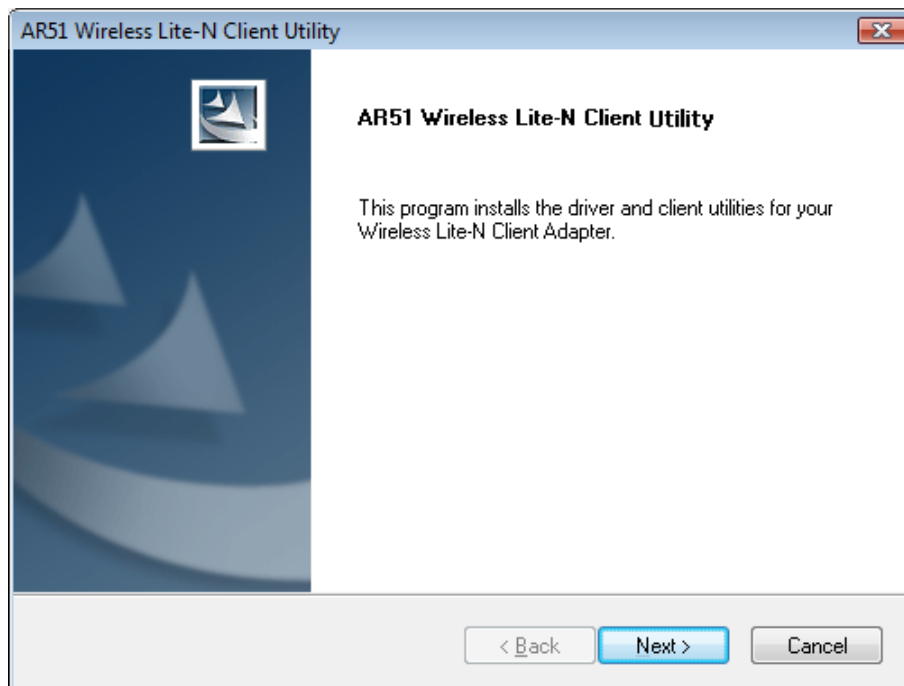 AR51 Wireless Lite-N Client Utility
AR51 Wireless Lite-N Client Utility
This program installs the driver and client utilities for your
Wireless Lite-N Client Adapter.
< Back
Next >
Cancel